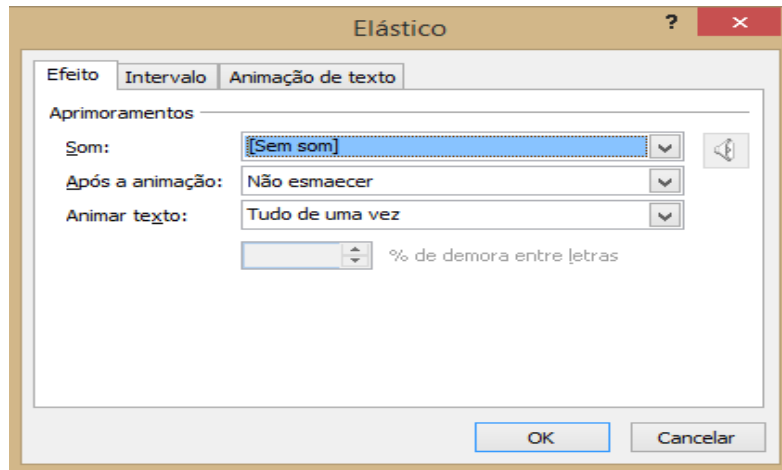 Elástico ? ×
Efeito Intervalo Animação de texto
Aprimoramentos
Som: [Sem som]
Após a animação: Não esmaecer
Animar texto: Tudo de uma vez
% de demora entre letras
OK Cancelar